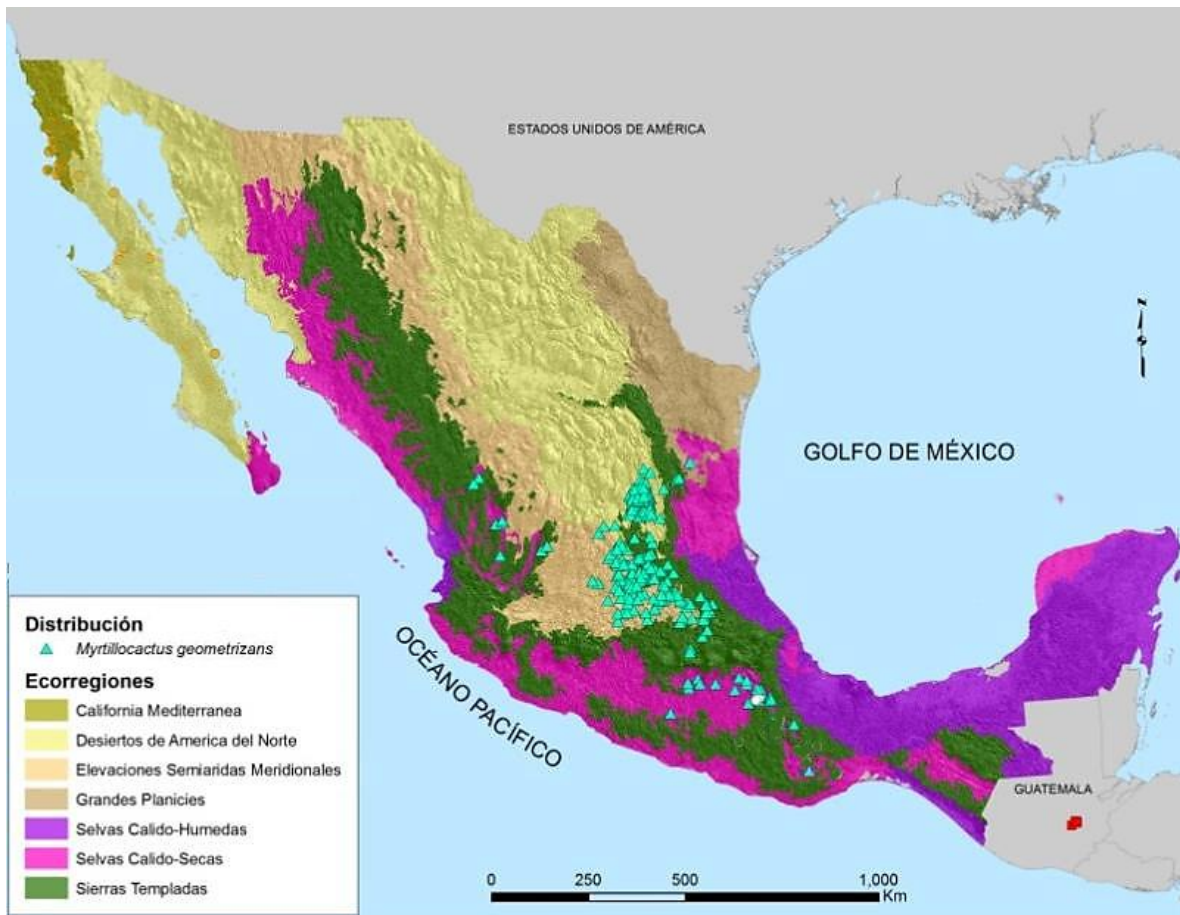 ESTADOS UNIDOS DE AMÉRICA
N
GOLFO DE MÉXICO
OCÉANO PACÍFICO
GUATEMALA
Distribución
Myrtillocactus geometrizans
Ecorregiones
California Mediterranea
Desiertos de America del Norte
Elevaciones Semiaridas Meridionales
Grandes Planicies
Selvas Calido-Humedas
Selvas Calido-Secas
Sierras Templadas
0 250 500 1,000
Km